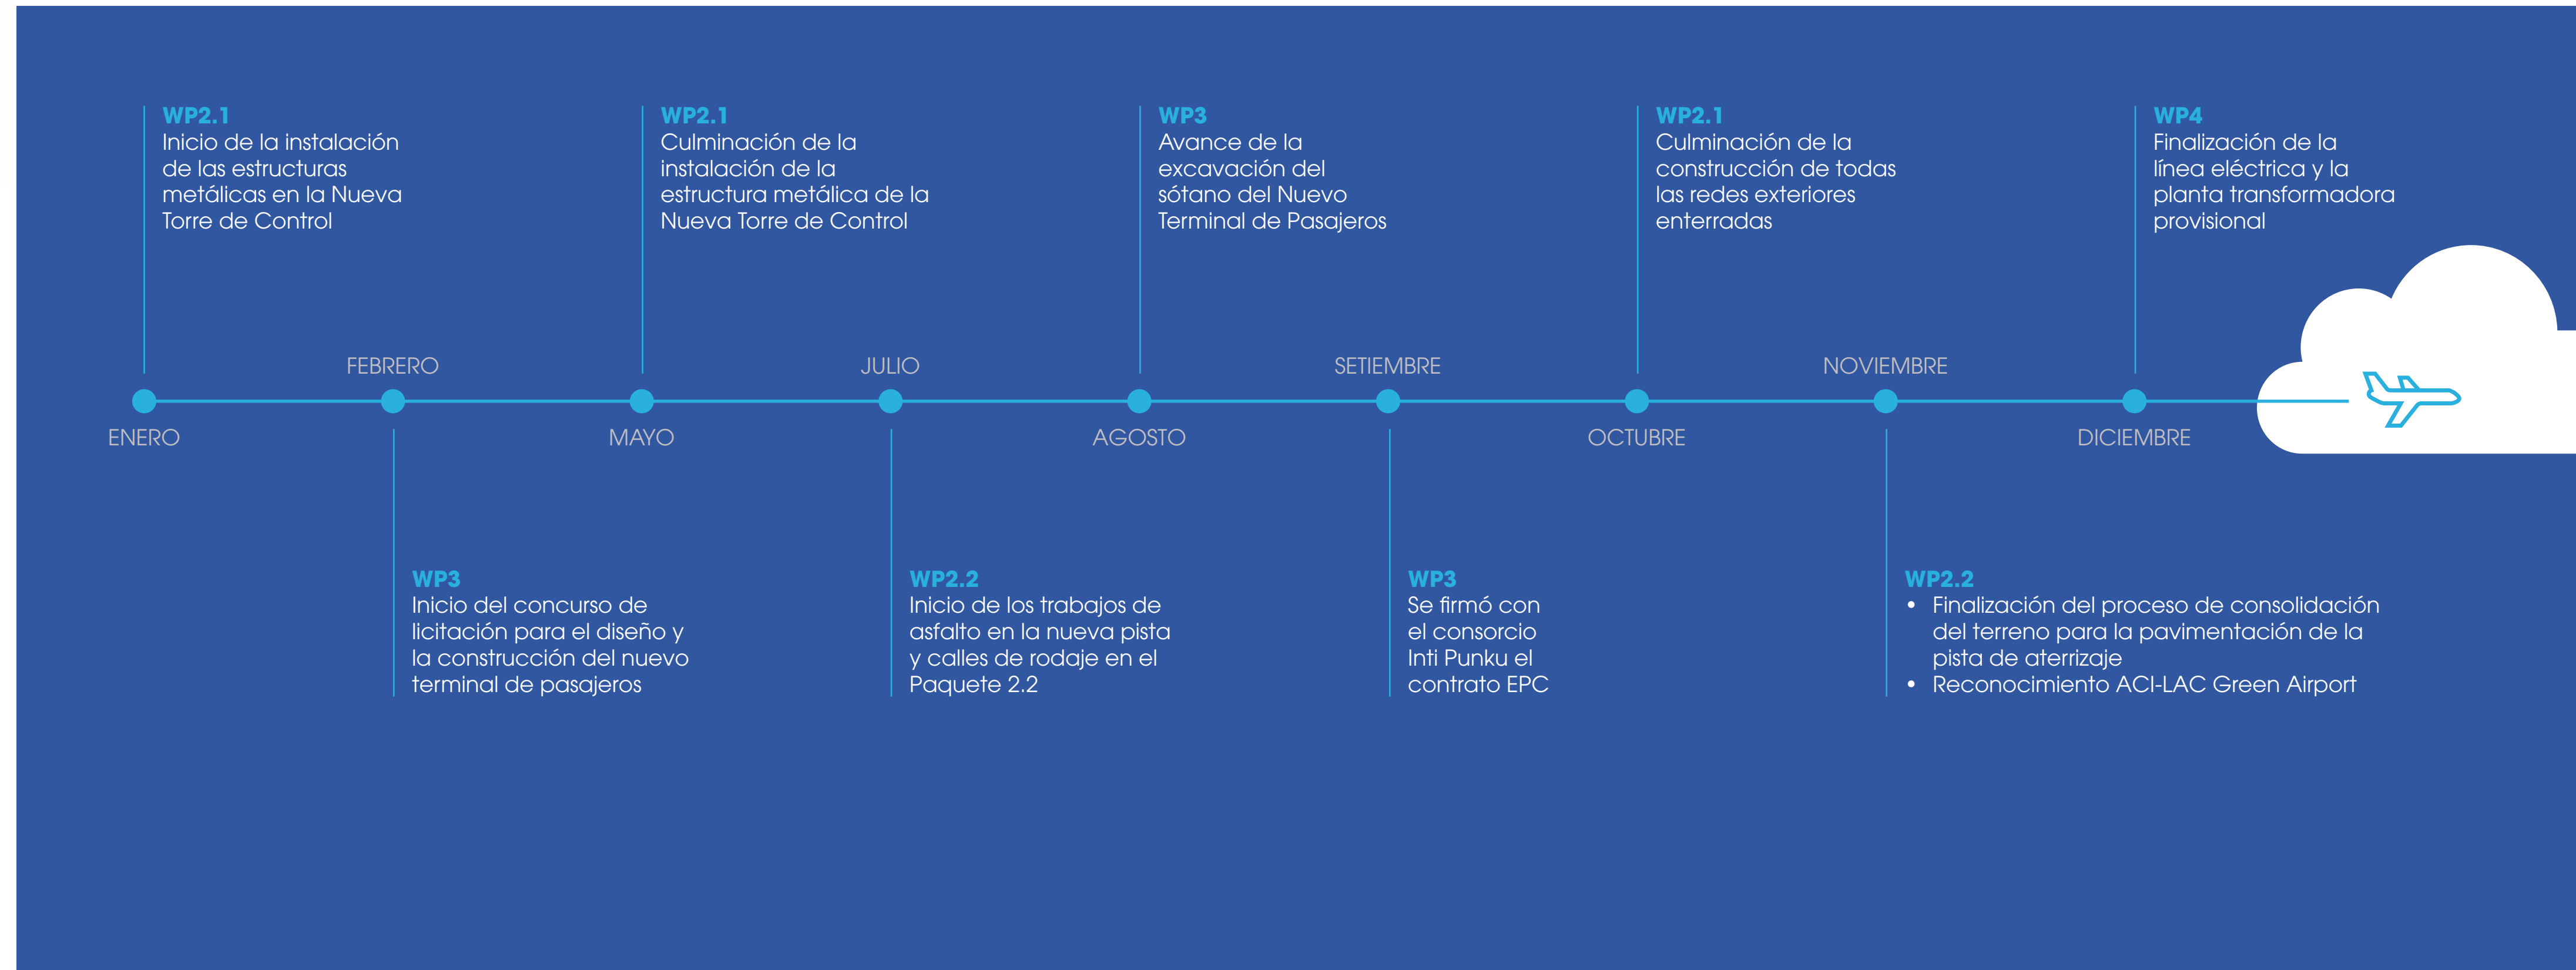 WP2.1
Inicio de la instalación
de las estructuras
metálicas en la Nueva
Torre de Control
WP2.1
Culminación de la
instalación de la
estructura metálica de la
Nueva Torre de Control
WP3
Avance de la
excavación del
sótano del Nuevo
Terminal de Pasajeros
WP2.1
Culminación de la
construcción de todas
las redes exteriores
enterradas
WP4
Finalización de la
línea eléctrica y la
planta transformadora
provisional
FEBRERO
JULIO
SETIEMBRE
NOVIEMBRE
ENERO
MAYO
AGOSTO
OCTUBRE
DICIEMBRE
WP3
Inicio del concurso de
licitación para el diseño y
la construcción del nuevo
terminal de pasajeros
WP2.2
Inicio de los trabajos de
asfalto en la nueva pista
y calles de rodaje en el
Paquete 2.2
WP3
Se firmó con
el consorcio
Inti Punku el
contrato EPC
WP2.2
• Finalización del proceso de consolidación
del terreno para la pavimentación de la
pista de aterrizaje
• Reconocimiento ACI-LAC Green Airport